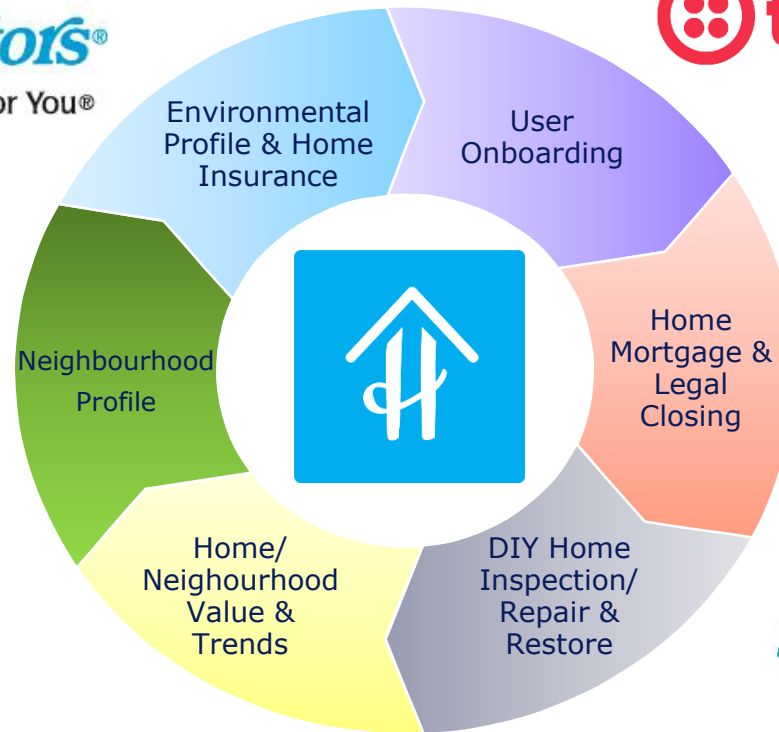 or You®
Environmental
Profile & Home
Insurance
User
Onboarding
Home
Mortgage &
Legal
Closing
DIY Home
Inspection/
Repair &
Restore
Home/
Neighourhood
Value &
Trends
Neighbourhood
Profile
H